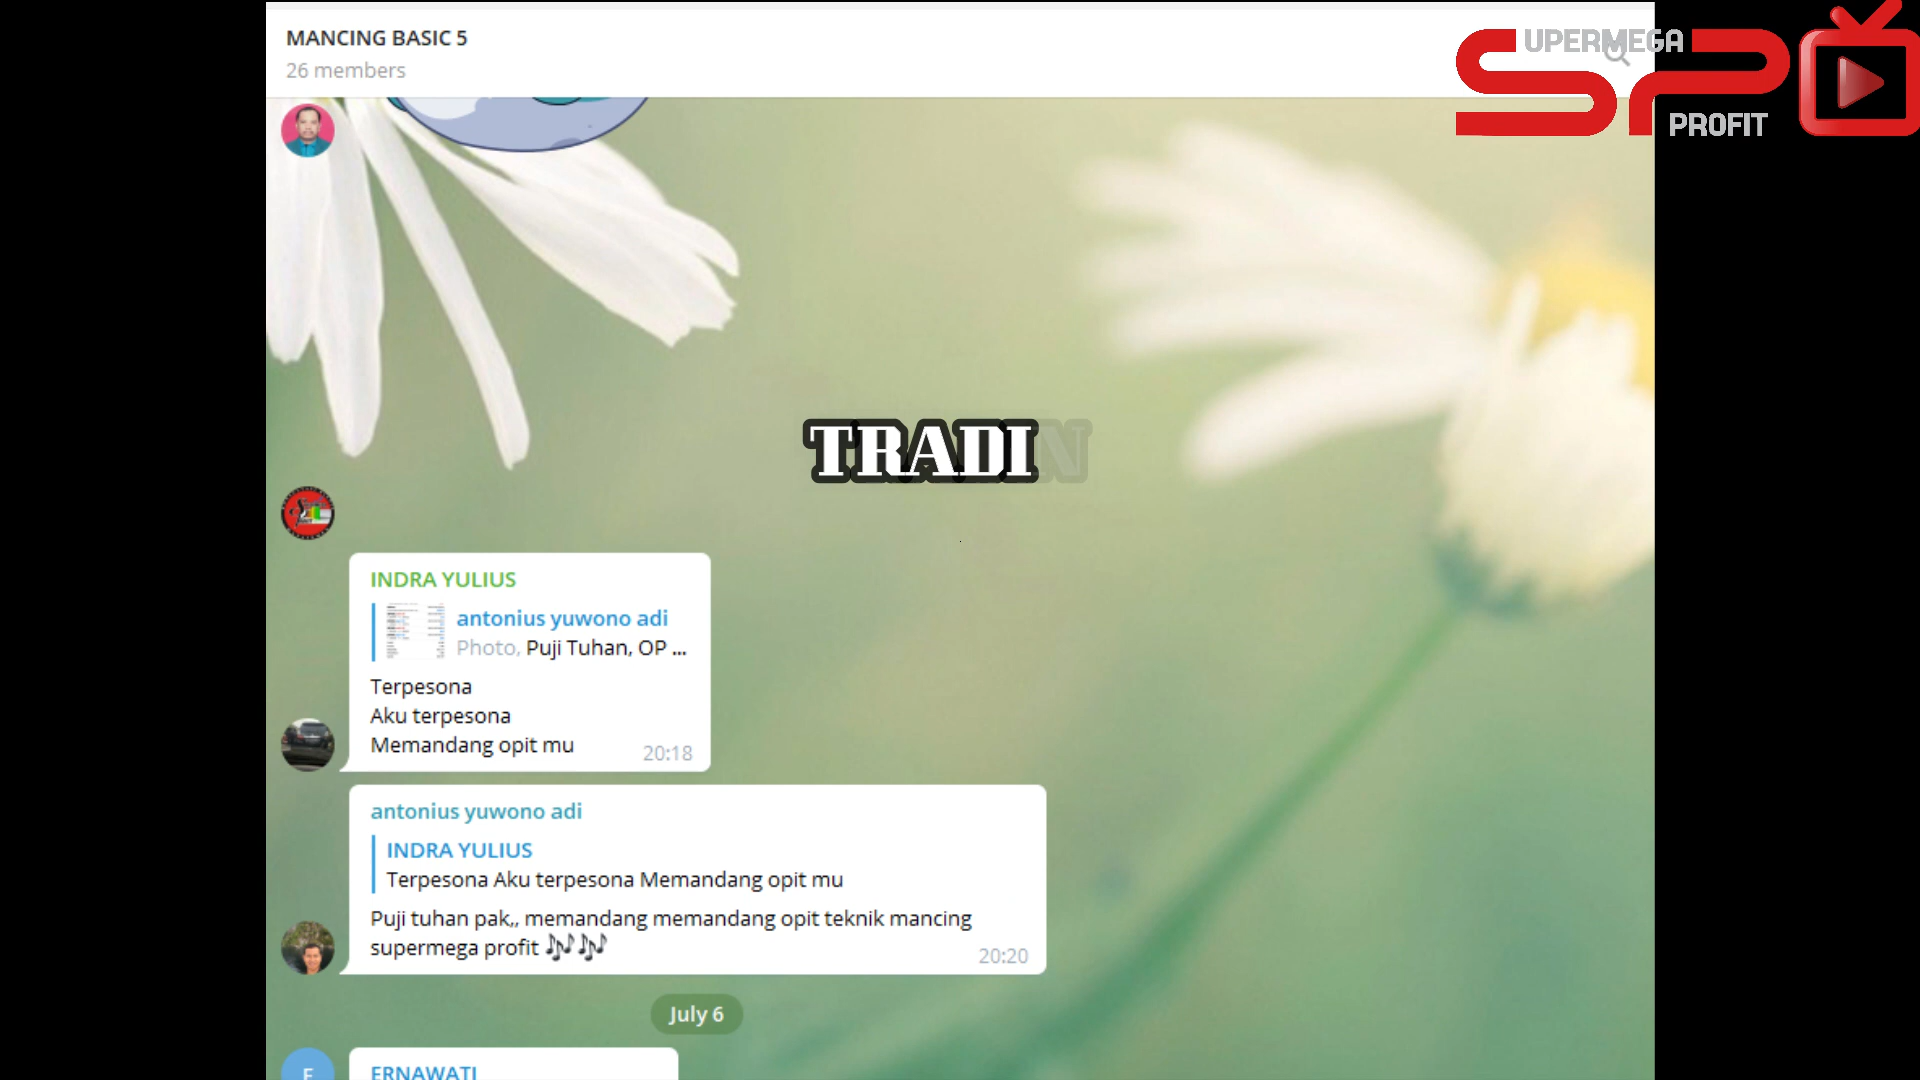 MANCING BASIC 5
26 members
UPERMEGA
SP
PROFIT
TRADIN
INDRA YULIUS
antonius yuwono adi
Photo, Puji Tuhan, OP ...
Terpesona
Aku terpesona
Memandang opit mu
20:18
antonius yuwono adi
INDRA YULIUS
Terpesona Aku terpesona Memandang opit mu
Puji tuhan pak,, memandang memandang opit teknik mancing
supermega profit 🎶🎶
20:20
July 6
E
ERNAWATI